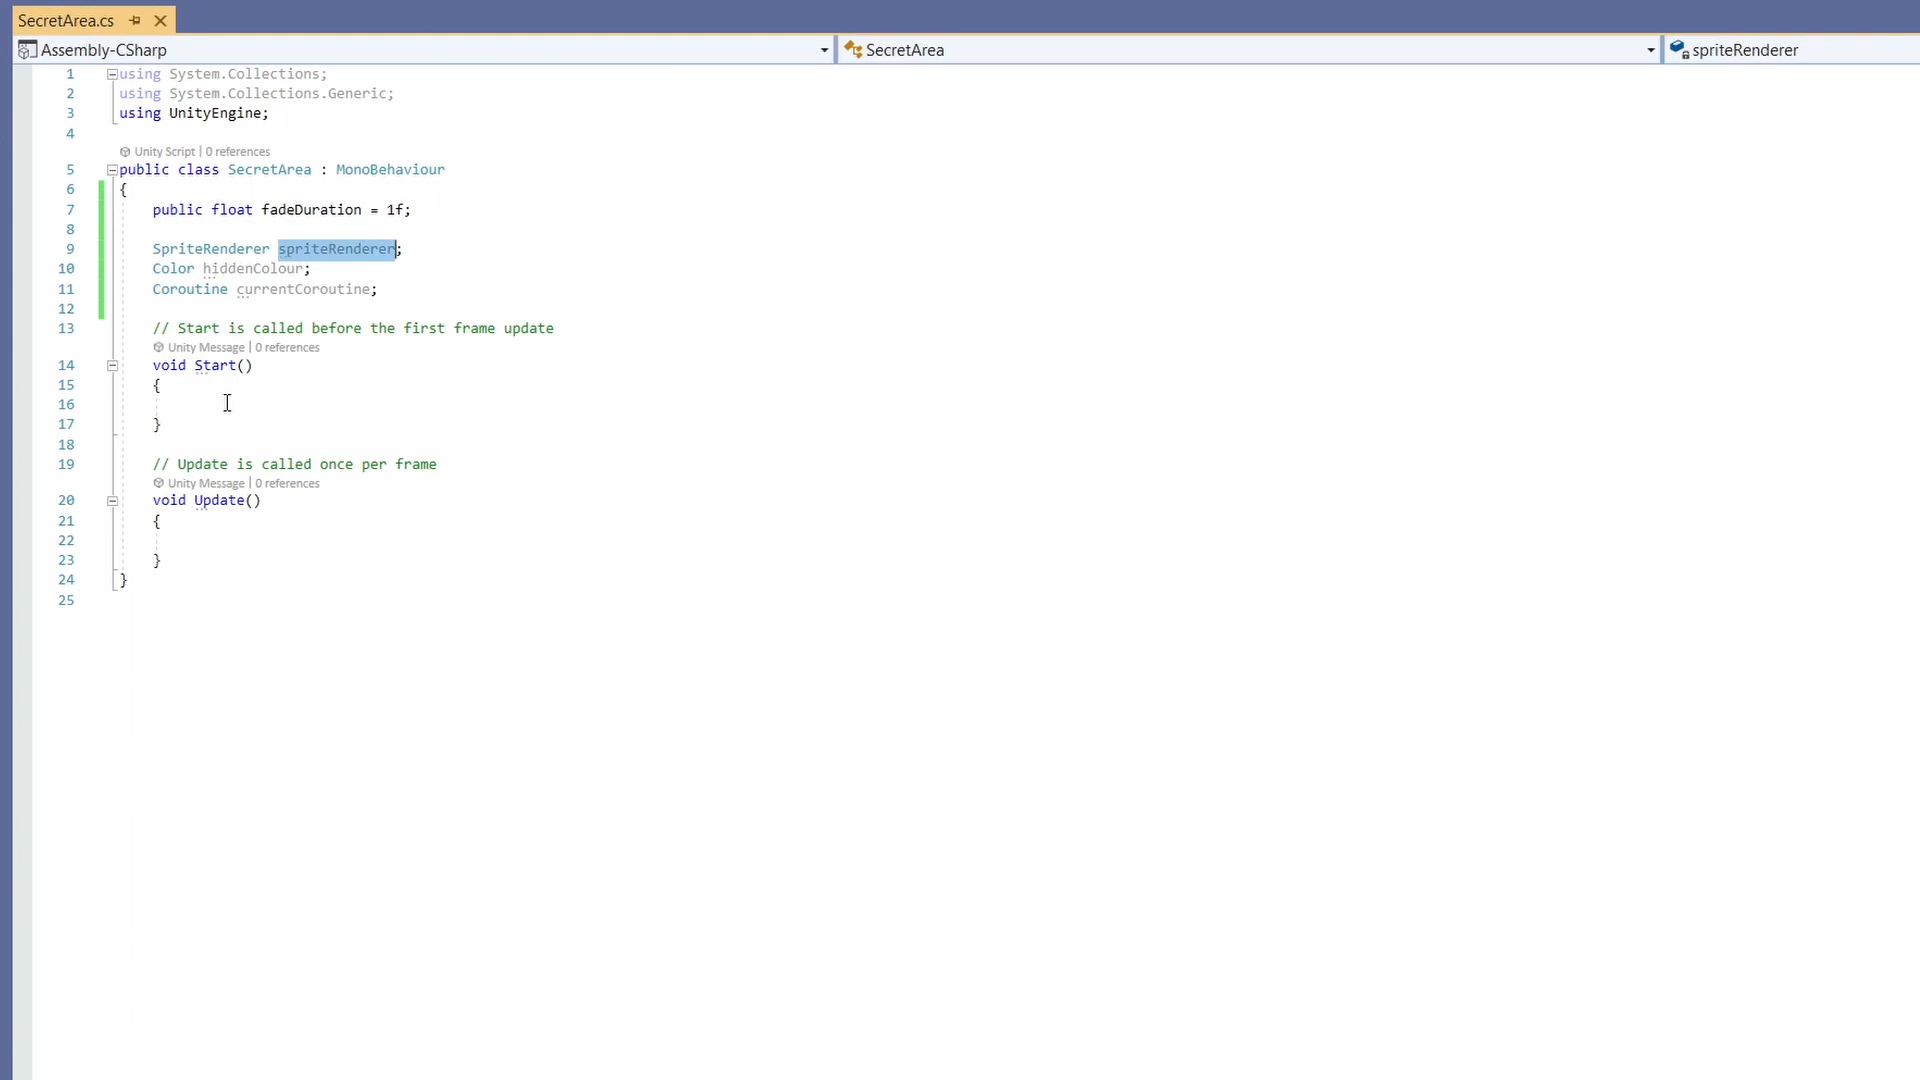 SecretArea.cs
Assembly-CSharp
SecretArea
spriteRenderer
1 using System.Collections;
2 using System.Collections.Generic;
3 using UnityEngine;
4
Unity Script | 0 references
5 public class SecretArea : MonoBehaviour
6 {
7 public float fadeDuration = 1f;
8
9 SpriteRenderer spriteRenderer;
10 Color hiddenColour;
11 Coroutine currentCoroutine;
12
13 // Start is called before the first frame update
Unity Message | 0 references
14 void Start()
15 {
16
17 }
18
19 // Update is called once per frame
Unity Message | 0 references
20 void Update()
21 {
22
23 }
24 }
25